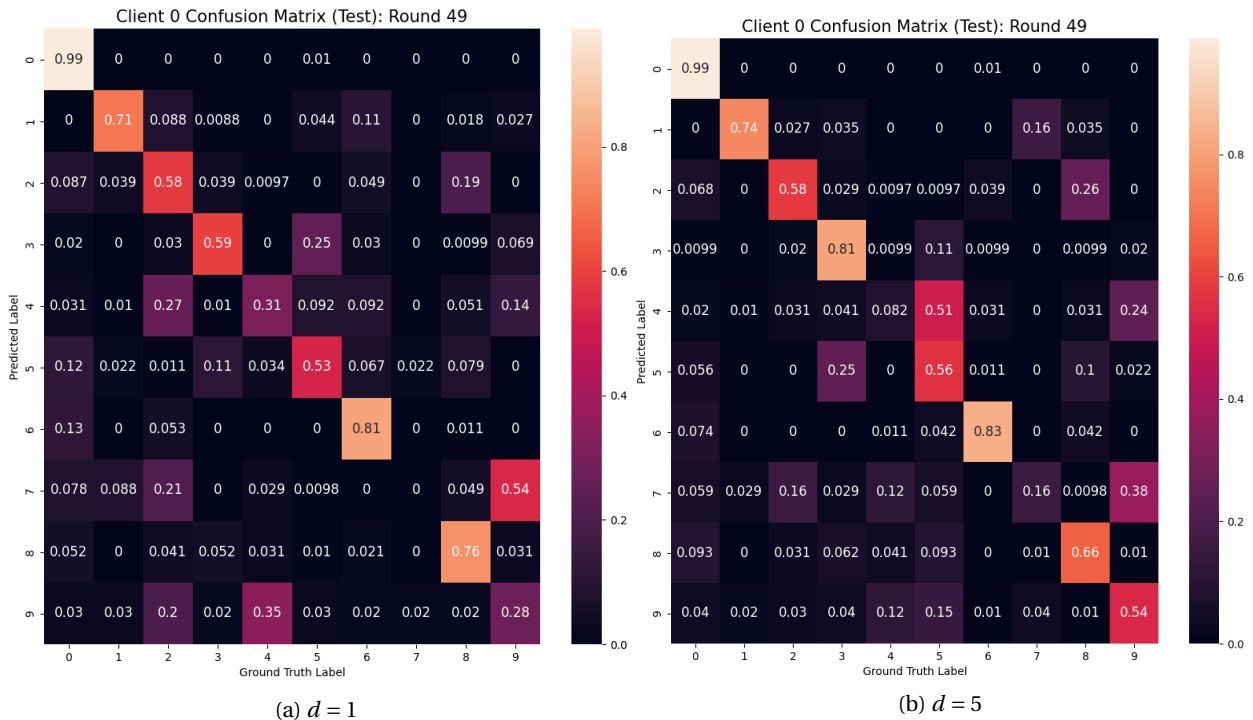 Client 0 Confusion Matrix (Test): Round 49
Predicted Label
0 0.99 0 0 0 0 0.01 0 0 0 0
1 0 0.71 0.088 0.0088 0 0.044 0.11 0 0.018 0.027
2 0.087 0.039 0.58 0.039 0.0097 0 0.049 0 0.19 0
3 0.02 0 0.03 0.59 0 0.25 0.03 0 0.0099 0.069
4 0.031 0.01 0.27 0.01 0.31 0.092 0.092 0 0.051 0.14
5 0.12 0.022 0.011 0.11 0.034 0.53 0.067 0.022 0.079 0
6 0.13 0 0.053 0 0 0 0.81 0 0.011 0
7 0.078 0.088 0.21 0 0.029 0.0098 0 0 0.049 0.54
8 0.052 0 0.041 0.052 0.031 0.01 0.021 0 0.76 0.031
9 0.03 0.03 0.2 0.02 0.35 0.03 0.02 0.02 0.02 0.28
0 1 2 3 4 5 6 7 8 9
Ground Truth Label
0.8
0.6
0.4
0.2
0.0
(a) d = 1
Client 0 Confusion Matrix (Test): Round 49
Predicted Label
0 0.99 0 0 0 0 0 0.01 0 0 0
1 0 0.74 0.027 0.035 0 0 0 0.16 0.035 0
2 0.068 0 0.58 0.029 0.0097 0.0097 0.039 0 0.26 0
3 0.0099 0 0.02 0.81 0.0099 0.11 0.0099 0 0.0099 0.02
4 0.02 0.01 0.031 0.041 0.082 0.51 0.031 0 0.031 0.24
5 0.056 0 0 0.25 0 0.56 0.011 0 0.1 0.022
6 0.074 0 0 0 0.011 0.042 0.83 0 0.042 0
7 0.059 0.029 0.16 0.029 0.12 0.059 0 0.16 0.0098 0.38
8 0.093 0 0.031 0.062 0.041 0.093 0 0.01 0.66 0.01
9 0.04 0.02 0.03 0.04 0.12 0.15 0.01 0.04 0.01 0.54
0 1 2 3 4 5 6 7 8 9
Ground Truth Label
0.8
0.6
0.4
0.2
0.0
(b) d = 5